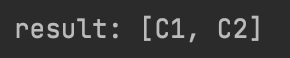 result: [C1, C2]